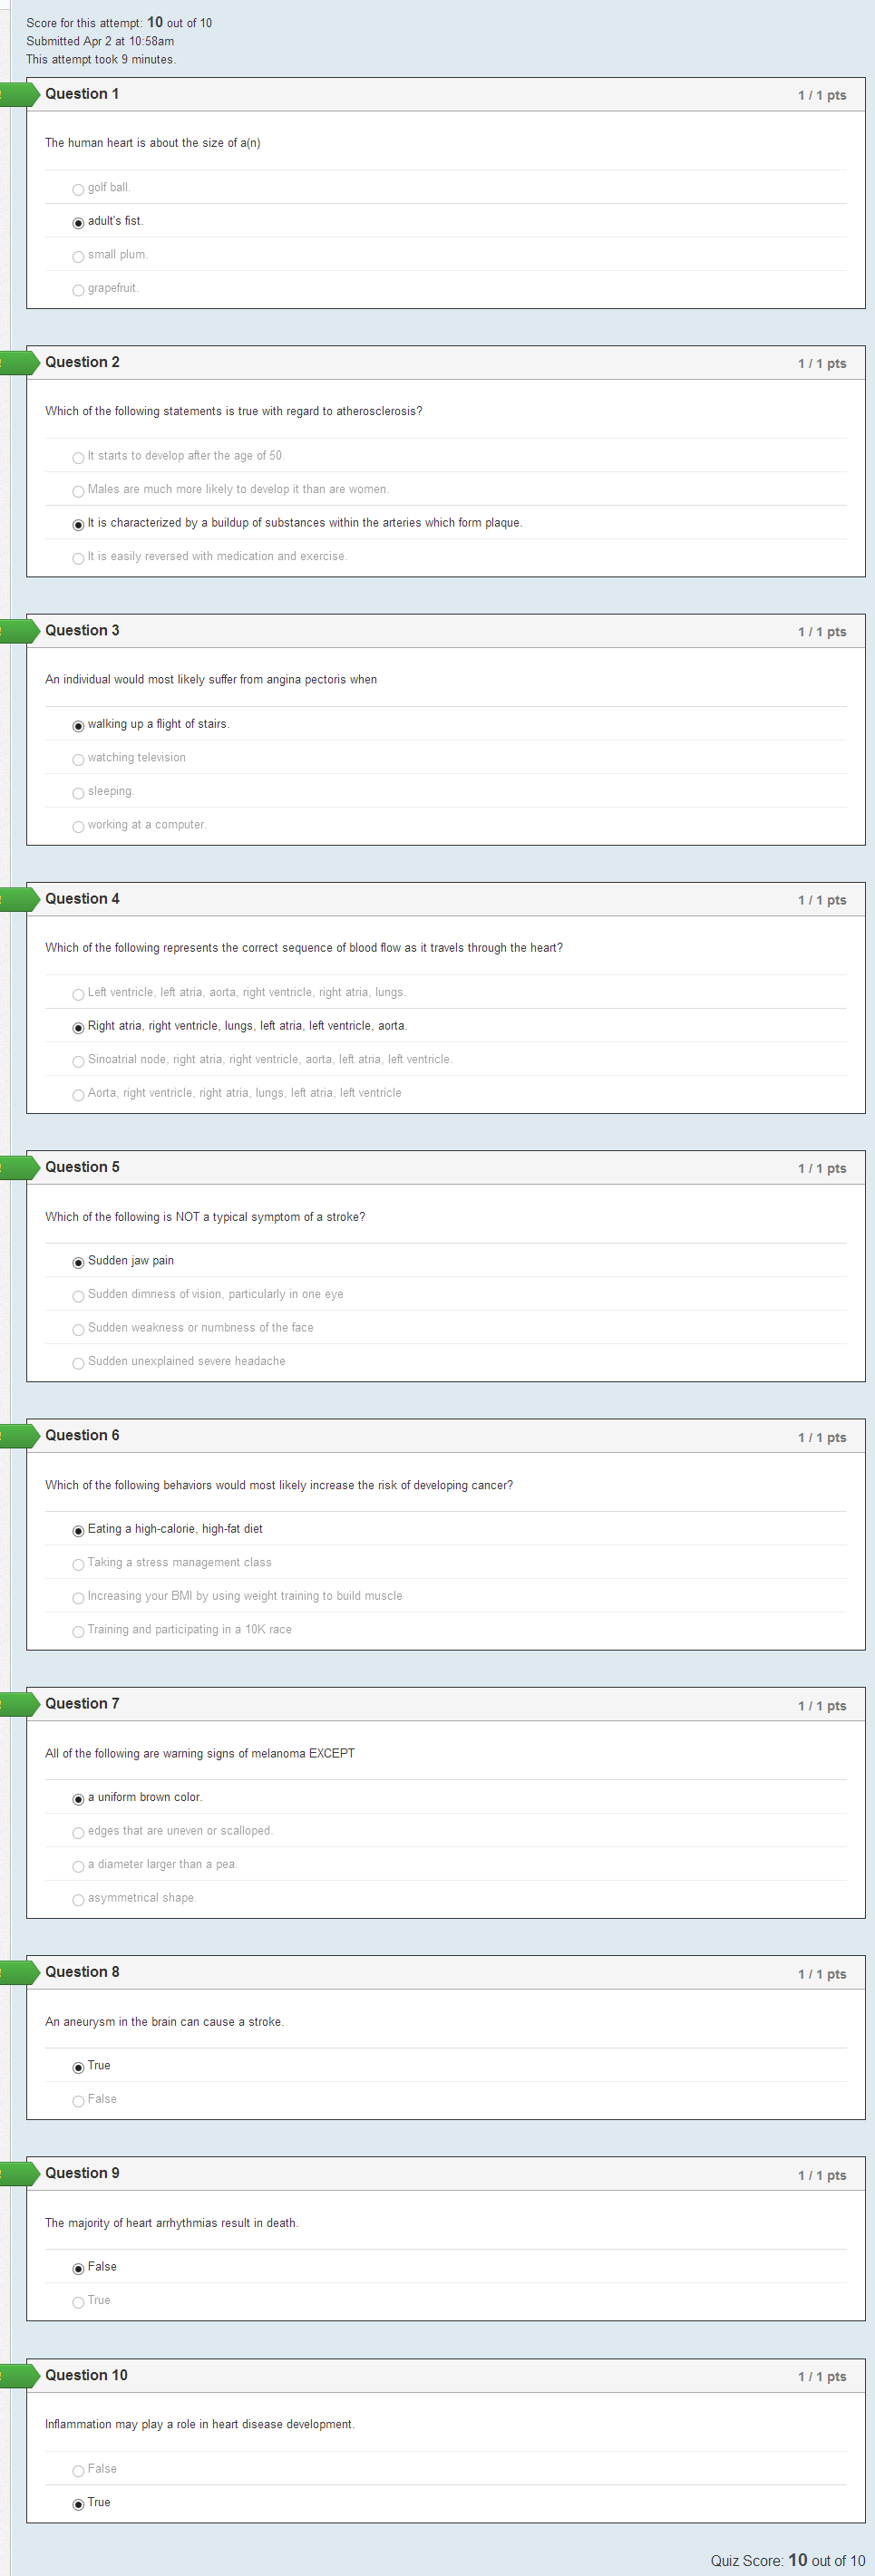 Score for this attempt: 10 out of 10
Submitted Apr 2 at 10:58am
This attempt took 9 minutes.
Question 1
1 / 1 pts
The human heart is about the size of a(n)
golf ball.
adult's fist.
small plum.
grapefruit.
Question 2
1 / 1 pts
Which of the following statements is true with regard to atherosclerosis?
It starts to develop after the age of 50.
Males are much more likely to develop it than are women.
It is characterized by a buildup of substances within the arteries which form plaque.
It is easily reversed with medication and exercise.
Question 3
1 / 1 pts
An individual would most likely suffer from angina pectoris when
walking up a flight of stairs.
watching television
sleeping.
working at a computer.
Question 4
1 / 1 pts
Which of the following represents the correct sequence of blood flow as it travels through the heart?
Left ventricle, left atria, aorta, right ventricle, right atria, lungs.
Right atria, right ventricle, lungs, left atria, left ventricle, aorta.
Sinoatrial node, right atria, right ventricle, aorta, left atria, left ventricle.
Aorta, right ventricle, right atria, lungs, left atria, left ventricle
Question 5
1 / 1 pts
Which of the following is NOT a typical symptom of a stroke?
Sudden jaw pain
Sudden dimness of vision, particularly in one eye
Sudden weakness or numbness of the face
Sudden unexplained severe headache
Question 6
1 / 1 pts
Which of the following behaviors would most likely increase the risk of developing cancer?
Eating a high-calorie, high-fat diet
Taking a stress management class
Increasing your BMI by using weight training to build muscle
Training and participating in a 10K race
Question 7
1 / 1 pts
All of the following are warning signs of melanoma EXCEPT
a uniform brown color.
edges that are uneven or scalloped.
a diameter larger than a pea.
asymmetrical shape.
Question 8
1 / 1 pts
An aneurysm in the brain can cause a stroke.
True
False
Question 9
1 / 1 pts
The majority of heart arrhythmias result in death.
False
True
Question 10
1 / 1 pts
Inflammation may play a role in heart disease development.
False
True
Quiz Score: 10 out of 10